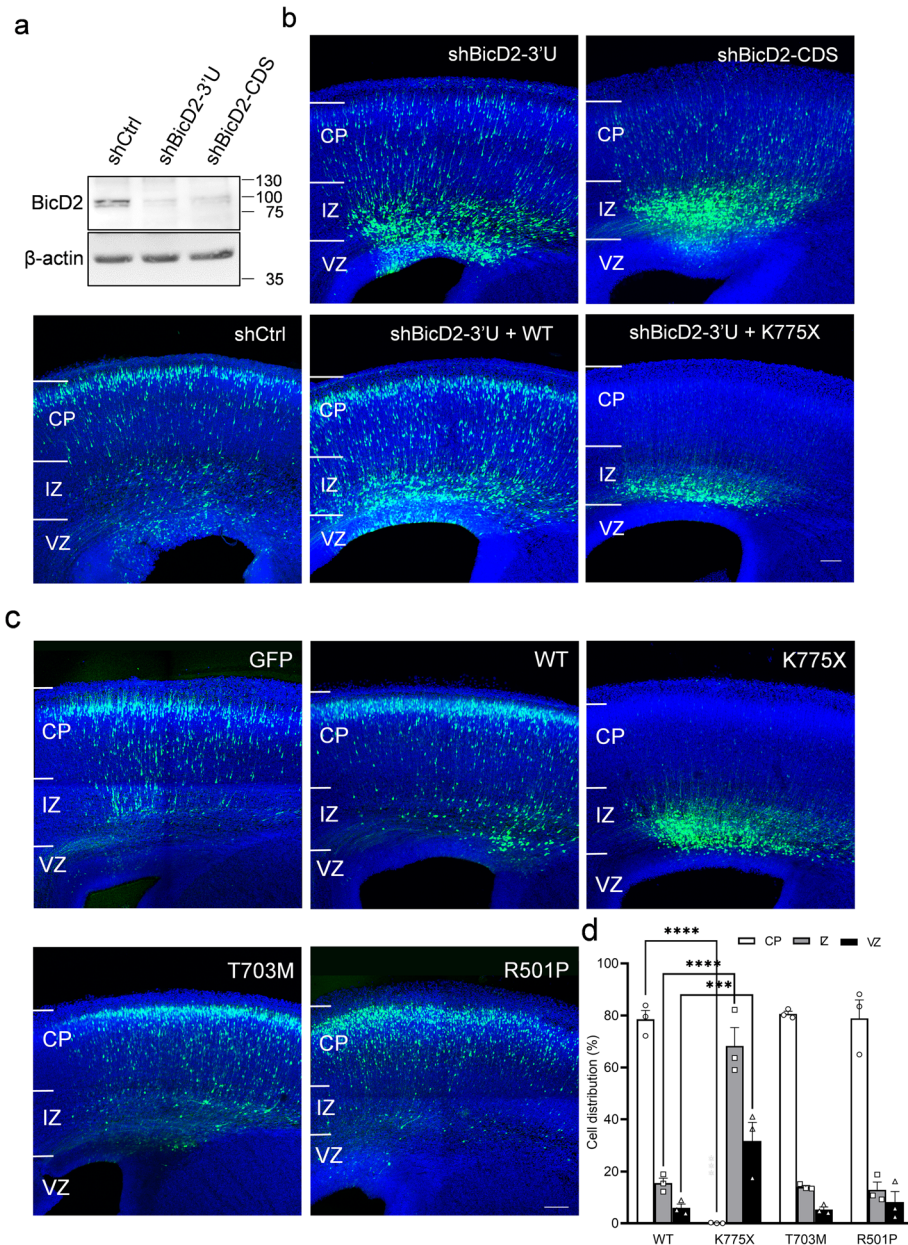 a
shCtrl
shBicD2-3'U
shBicD2-CDS
BicD2
130
100
75
β-actin
35
b
shBicD2-3'U
CP
IZ
VZ
shBicD2-CDS
CP
IZ
VZ
shCtrl
CP
IZ
VZ
shBicD2-3'U + WT
CP
IZ
VZ
shBicD2-3'U + K775X
CP
IZ
VZ
c
GFP
CP
IZ
VZ
WT
CP
IZ
VZ
K775X
CP
IZ
VZ
T703M
CP
IZ
VZ
R501P
CP
IZ
VZ
d
CP IZ VZ
****
****
***
Cell distribution (%)
100
80
60
40
20
0
WT K775X T703M R501P